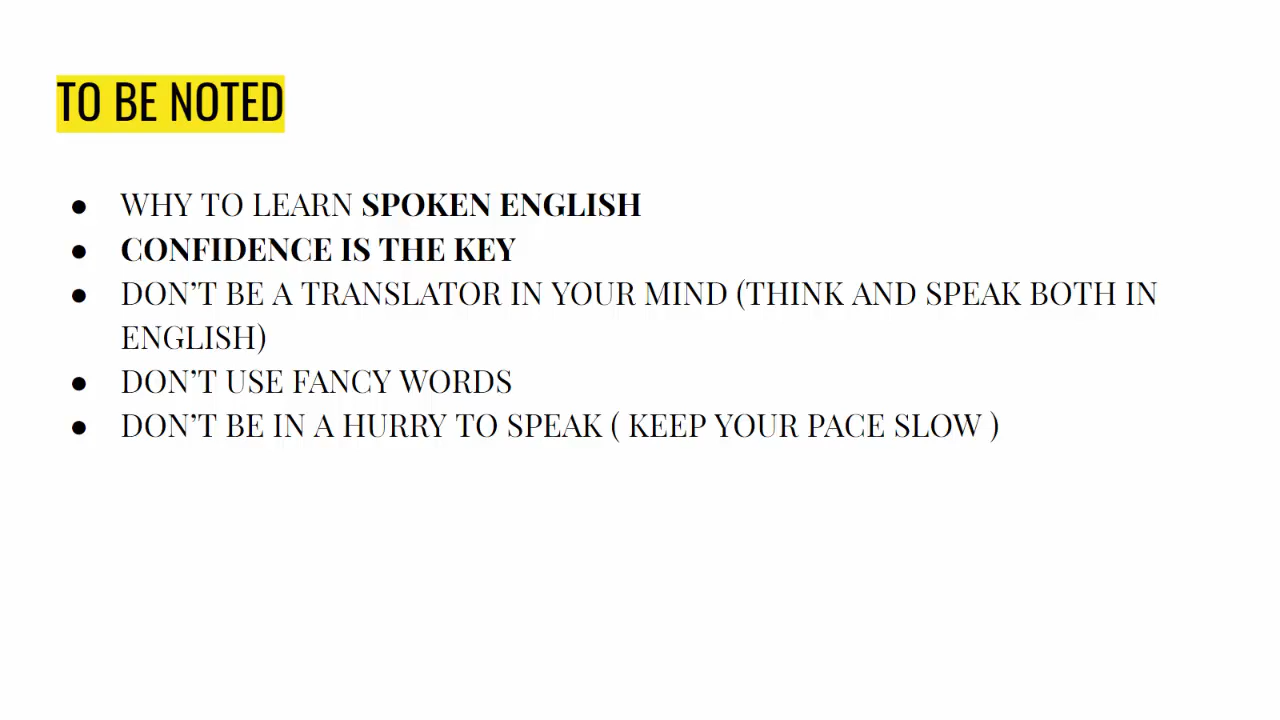 TO BE NOTED
● WHY TO LEARN SPOKEN ENGLISH
● CONFIDENCE IS THE KEY
● DON’T BE A TRANSLATOR IN YOUR MIND (THINK AND SPEAK BOTH IN
ENGLISH)
● DON’T USE FANCY WORDS
● DON’T BE IN A HURRY TO SPEAK ( KEEP YOUR PACE SLOW )